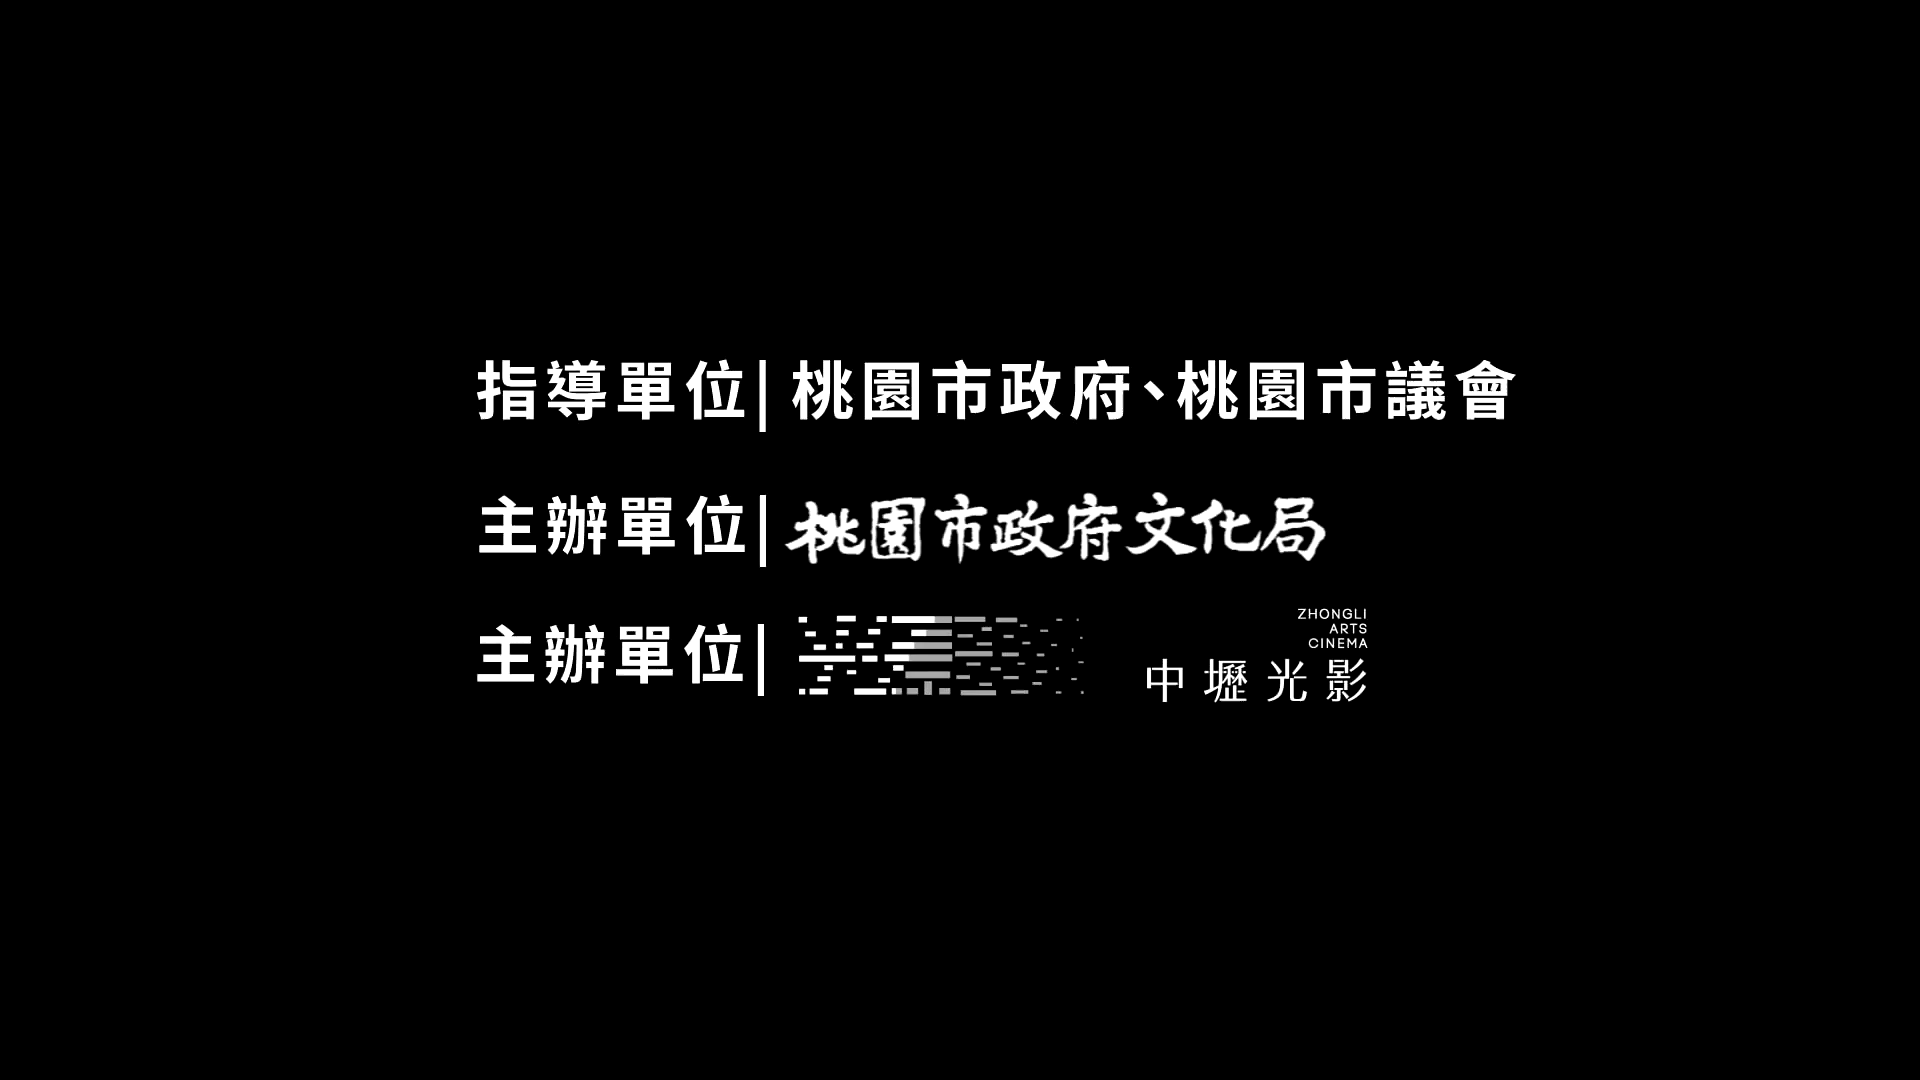 指導單位| 桃園市政府、桃園市議會
主辦單位| 桃園市政府文化局
主辦單位|
ZHONGLI
ARTS
CINEMA
中壢光影